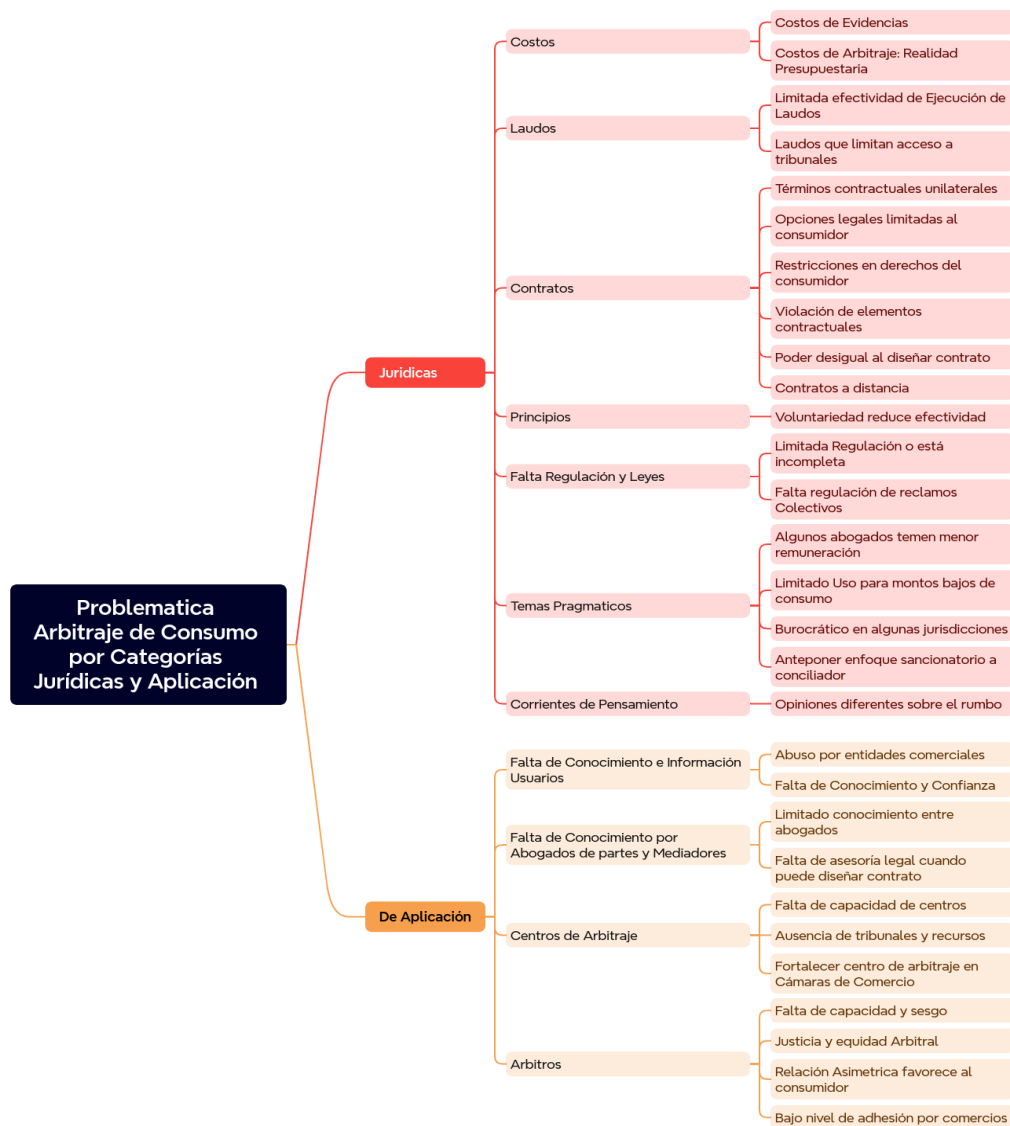 Problematica
Arbitraje de Consumo
por Categorías
Jurídicas y Aplicación
Juridicas
Costos
Costos de Evidencias
Costos de Arbitraje: Realidad
Presupuestaria
Laudos
Limitada efectividad de Ejecución de
Laudos
Laudos que limitan acceso a
tribunales
Contratos
Términos contractuales unilaterales
Opciones legales limitadas al
consumidor
Restricciones en derechos del
consumidor
Violación de elementos
contractuales
Poder desigual al diseñar contrato
Contratos a distancia
Principios
Voluntariedad reduce efectividad
Falta Regulación y Leyes
Limitada Regulación o está
incompleta
Falta regulación de reclamos
Colectivos
Temas Pragmaticos
Algunos abogados temen menor
remuneración
Limitado Uso para montos bajos de
consumo
Burocrático en algunas jurisdicciones
Anteponer enfoque sancionatorio a
conciliador
Corrientes de Pensamiento
Opiniones diferentes sobre el rumbo
De Aplicación
Falta de Conocimiento e Información
Usuarios
Abuso por entidades comerciales
Falta de Conocimiento y Confianza
Falta de Conocimiento por
Abogados de partes y Mediadores
Limitado conocimiento entre
abogados
Falta de asesoría legal cuando
puede diseñar contrato
Centros de Arbitraje
Falta de capacidad de centros
Ausencia de tribunales y recursos
Fortalecer centro de arbitraje en
Cámaras de Comercio
Arbitros
Falta de capacidad y sesgo
Justicia y equidad Arbitral
Relación Asimetrica favorece al
consumidor
Bajo nivel de adhesión por comercios